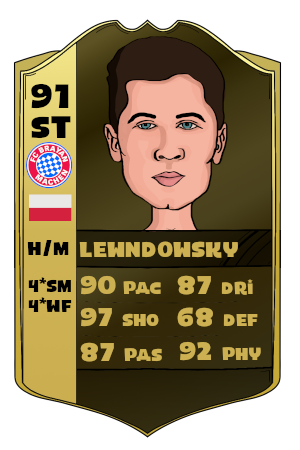 91
ST
FC. BRAYAN
MACHEN
H/M
LEWNDOWSKY
4*SM
4*WF
90 PAC 87 DRi
97 SHO 68 DEF
87 PAS 92 PHY